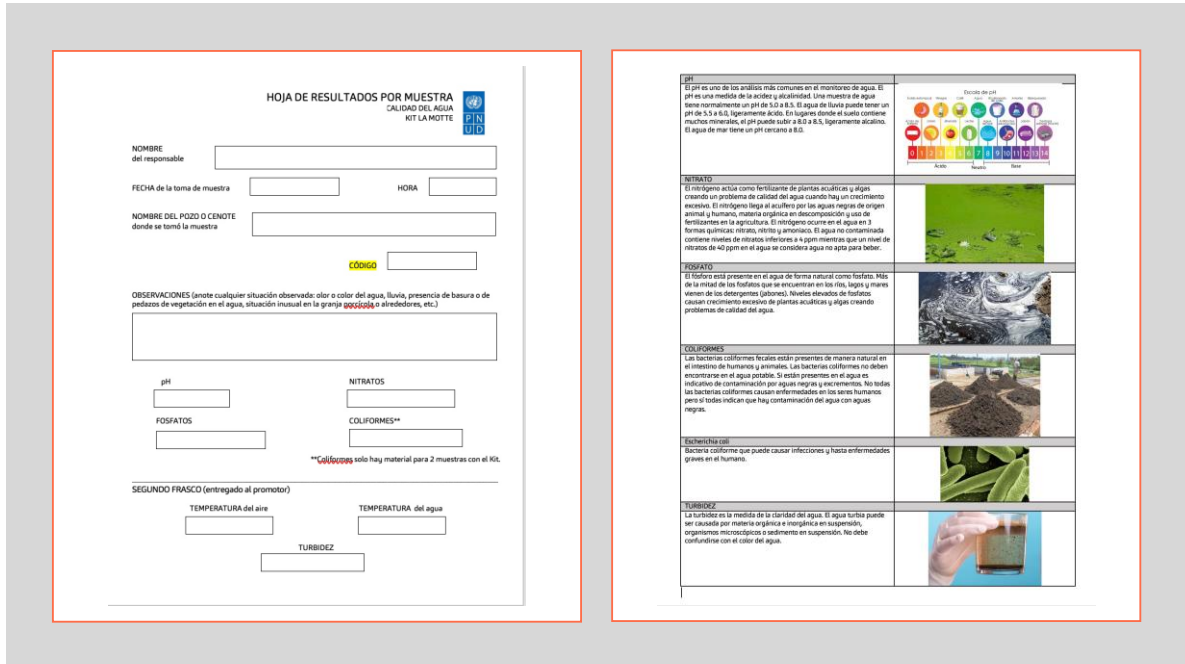 HOJA DE RESULTADOS POR MUESTRA
CALIDAD DEL AGUA
KIT LA MOTTE
P N
U D
NOMBRE
del responsable
FECHA de la toma de muestra
HORA
NOMBRE DEL POZO O CENOTE
donde se tomó la muestra
CÓDIGO
OBSERVACIONES (anote cualquier situación observada: olor o color del agua, lluvia, presencia de basura o de
pedazos de vegetación en el agua, situación inusual en la granja porcícola o alrededores, etc.)
pH
NITRATOS
FOSFATOS
COLIFORMES**
**Coliformes solo hay material para 2 muestras con el Kit.
SEGUNDO FRASCO (entregado al promotor)
TEMPERATURA del aire
TEMPERATURA del agua
TURBIDEZ
pH
El pH es uno de los análisis más comunes en el monitoreo de agua. El
pH es una medida de la acidez y alcalinidad. Una muestra de agua
tiene normalmente un pH de 5.0 a 8.5. El agua de lluvia puede tener un
pH de 5.5 a 6.0, ligeramente ácido. En lugares donde el suelo contiene
muchos minerales, el pH puede subir a 8.0 a 8.5, ligeramente alcalino.
El agua de mar tiene un pH cercano a 8.0.
Escala de pH
0 1 2 3 4 5 6 7 8 9 10 11 12 13 14
Ácido
Neutro
Base
NITRATO
El nitrógeno actúa como fertilizante de plantas acuáticas y algas
creando un problema de calidad del agua cuando hay un crecimiento
excesivo. El nitrógeno llega al acuífero por las aguas negras de origen
animal y humano, materia orgánica en descomposición y uso de
fertilizantes en la agricultura. El nitrógeno ocurre en el agua en 3
formas químicas: nitrato, nitrito y amoniaco. El agua no contaminada
contiene niveles de nitratos inferiores a 4 ppm mientras que un nivel de
nitratos de 40 ppm en el agua se considera agua no apta para beber.
FOSFATO
El fósforo está presente en el agua de forma natural como fosfato. Más
de la mitad de los fosfatos que se encuentran en los ríos, lagos y mares
vienen de los detergentes (jabones). Niveles elevados de fosfatos
causan crecimiento excesivo de plantas acuáticas y algas creando
problemas de calidad del agua.
COLIFORMES
Las bacterias coliformes fecales están presentes de manera natural en
el intestino de humanos y animales. Las bacterias coliformes no deben
encontrarse en el agua potable. Si están presentes en el agua es
indicativo de contaminación por aguas negras y excrementos. No todas
las bacterias coliformes causan enfermedades en los seres humanos
pero sí todas indican que hay contaminación del agua con aguas
negras.
Escherichia coli
Bacteria coliforme que puede causar infecciones y hasta enfermedades
graves en el humano.
TURBIDEZ
La turbidez es la medida de la claridad del agua. El agua turbia puede
ser causada por materia orgánica e inorgánica en suspensión,
organismos microscópicos o sedimento en suspensión. No debe
confundirse con el color del agua.